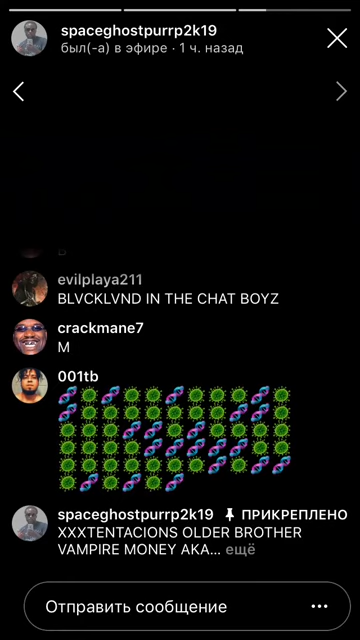 spaceghostpurrp2k19
был(-а) в эфире · 1 ч. назад
evilplaya211
BLVCKLVND IN THE CHAT BOYZ
crackmane7
M
001tb
spaceghostpurrp2k19 ПРИКРЕПЛЕНО
XXXTENTACIONS OLDER BROTHER
VAMPIRE MONEY AKA... ещё
Отправить сообщение